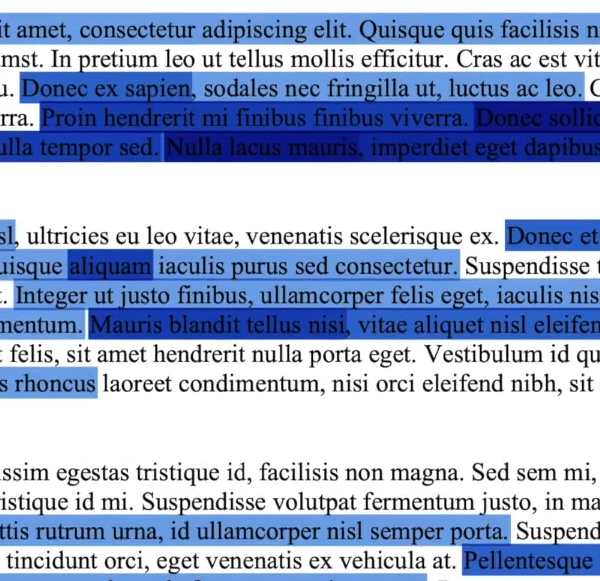 it amet, consectetur adipiscing elit. Quisque quis facilisis n
mst. In pretium leo ut tellus mollis efficitur. Cras ac est vit
u. Donec ex sapien, sodales nec fringilla ut, luctus ac leo. C
rra. Proin hendrerit mi finibus finibus viverra. Donec sollic
ulla tempor sed. Nulla lacus mauris, imperdiet eget dapibus
sl, ultricies eu leo vitae, venenatis scelerisque ex. Donec et
uisque aliquam iaculis purus sed consectetur. Suspendisse t
. Integer ut justo finibus, ullamcorper felis eget, iaculis nis
mentum. Mauris blandit tellus nisi, vitae aliquet nisl eleifen
t felis, sit amet hendrerit nulla porta eget. Vestibulum id qu
s rhoncus laoreet condimentum, nisi orci eleifend nibh, sit
issim egestas tristique id, facilisis non magna. Sed sem mi,
ristique id mi. Suspendisse volutpat fermentum justo, in ma
ttis rutrum urna, id ullamcorper nisl semper porta. Suspend
tincidunt orci, eget venenatis ex vehicula at. Pellentesque